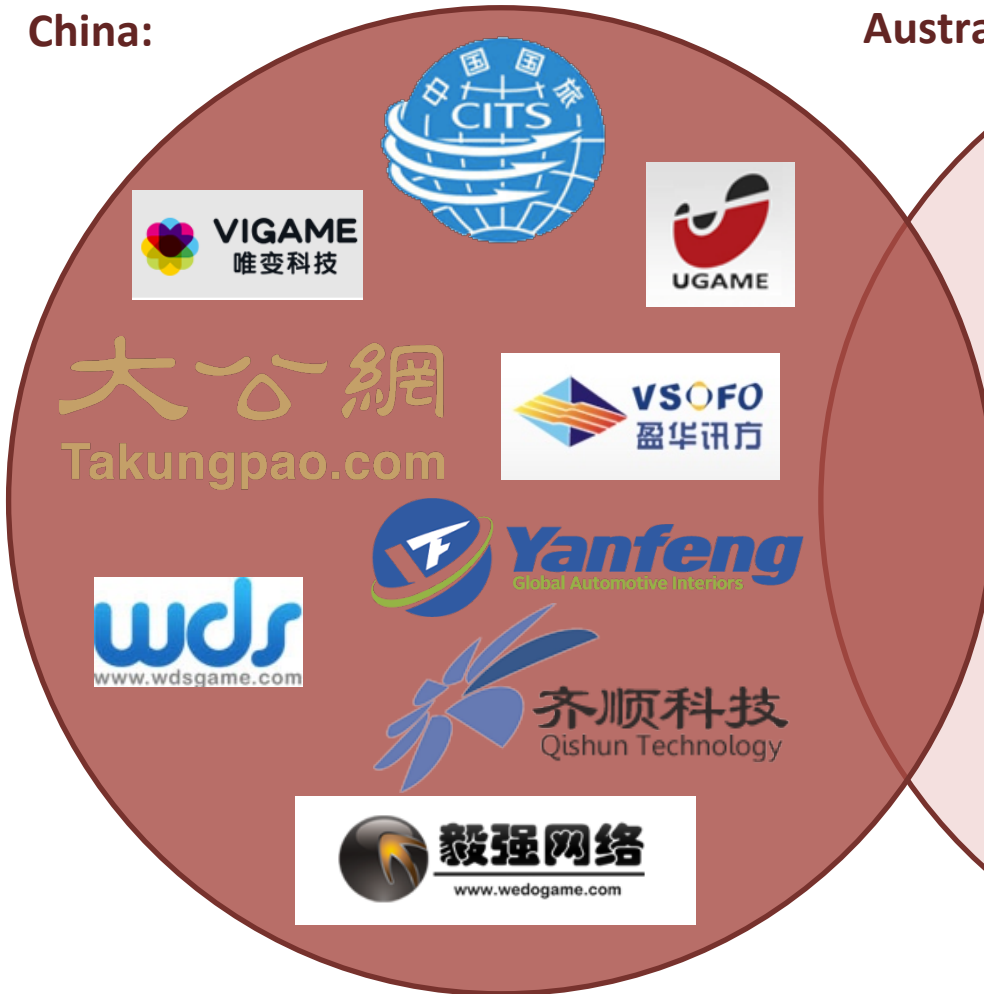 China:
Austra
中国国旅
CITS
VIGAME
唯变科技
UGAME
大公網
Takungpao.com
VSOFO
盈华讯方
Yanfeng
Global Automotive Interiors
wds
www.wdsgame.com
齐顺科技
Qishun Technology
毅强网络
www.wedogame.com